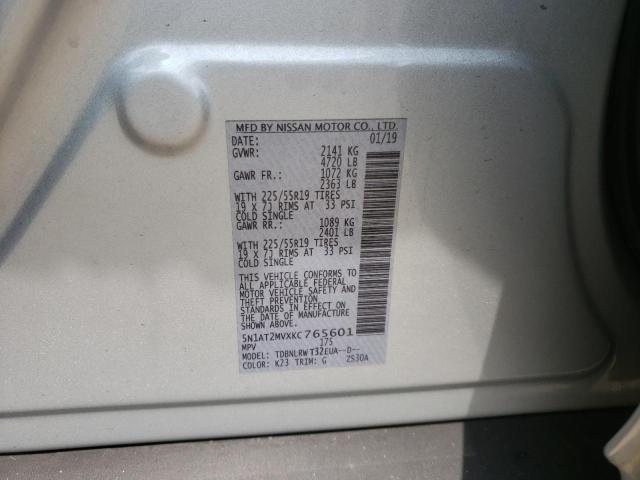 MFD BY NISSAN MOTOR CO., LTD.
DATE: 01/19
GVWR: 2141 KG
4720 LB
GAWR FR.: 1072 KG
2363 LB
WITH 225/55R19 TIRES
19 X 7J RIMS AT 33 PSI
COLD SINGLE
GAWR RR.: 1089 KG
2401 LB
WITH 225/55R19 TIRES
19 X 7J RIMS AT 33 PSI
COLD SINGLE
THIS VEHICLE CONFORMS TO
ALL APPLICABLE FEDERAL
MOTOR VEHICLE SAFETY AND
THEFT PREVENTION
STANDARDS IN EFFECT ON
THE DATE OF MANUFACTURE
SHOWN ABOVE.
5N1AT2MVXKC765601
MPV 175
MODEL: TDBNLRWT32EUA--D--
COLOR: K23 TRIM: G 2S30A